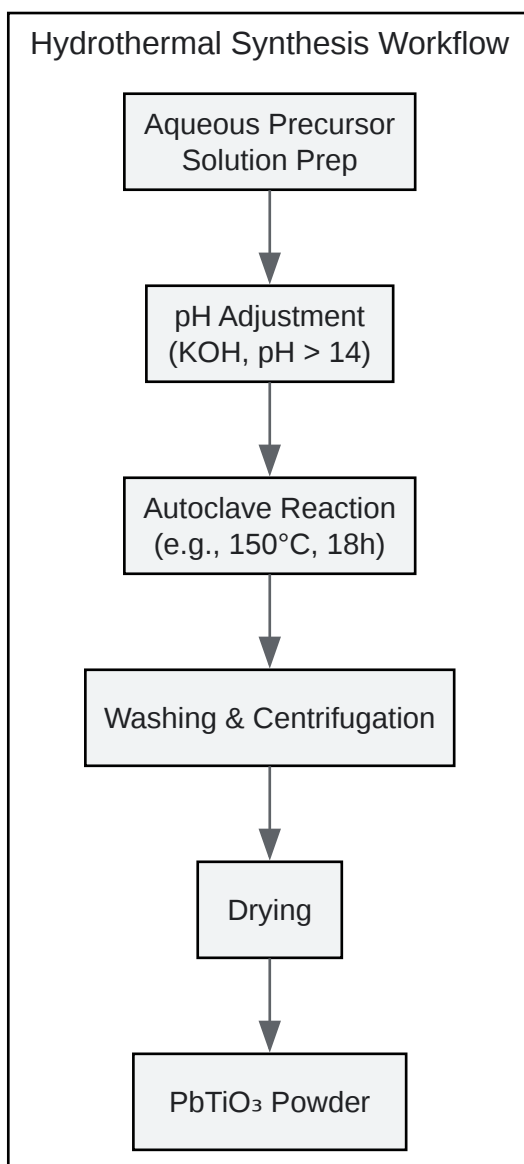 Hydrothermal Synthesis Workflow
Aqueous Precursor
Solution Prep
pH Adjustment
(KOH, pH > 14)
Autoclave Reaction
(e.g., 150°C, 18h)
Washing & Centrifugation
Drying
PbTiO₃ Powder